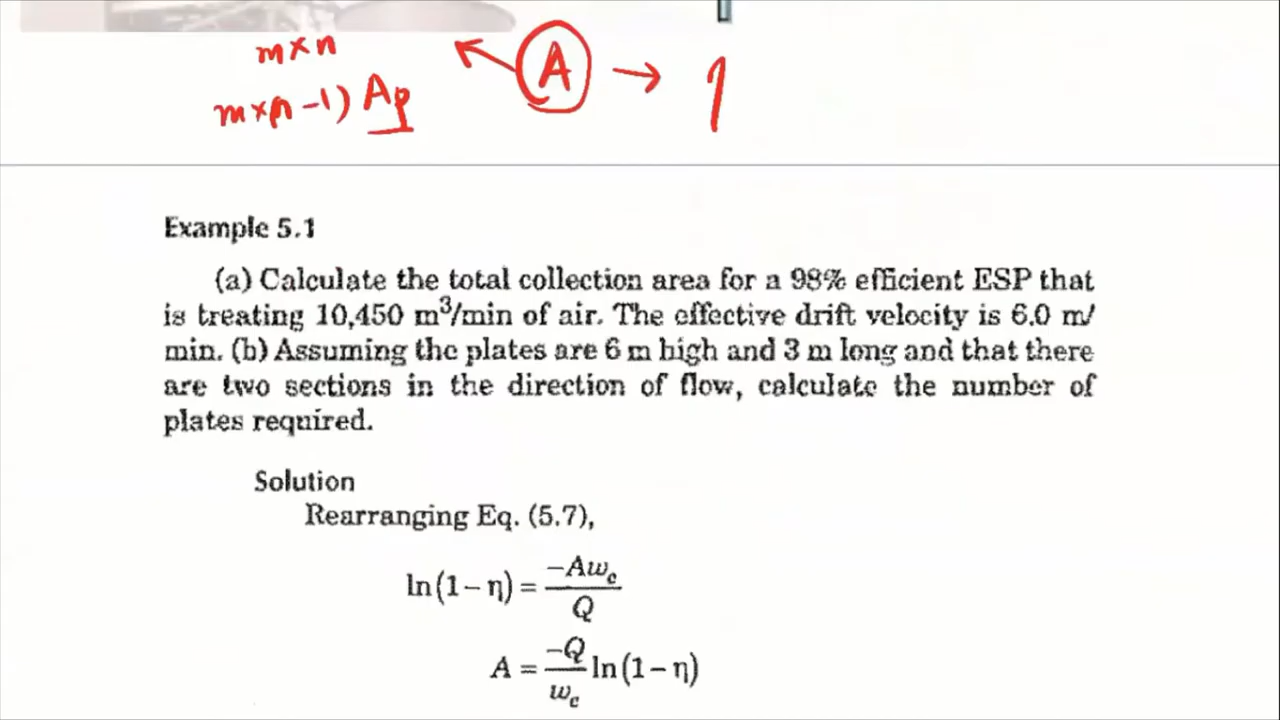 m×n
m×(n-1) Ap
A → η
Example 5.1
(a) Calculate the total collection area for a 98% efficient ESP that
is treating 10,450 m³/min of air. The effective drift velocity is 6.0 m/
min. (b) Assuming the plates are 6 m high and 3 m long and that there
are two sections in the direction of flow, calculate the number of
plates required.
Solution
Rearranging Eq. (5.7),
ln(1 − η) = −Aw_c / Q
A = −Q / w_c ln(1 − η)